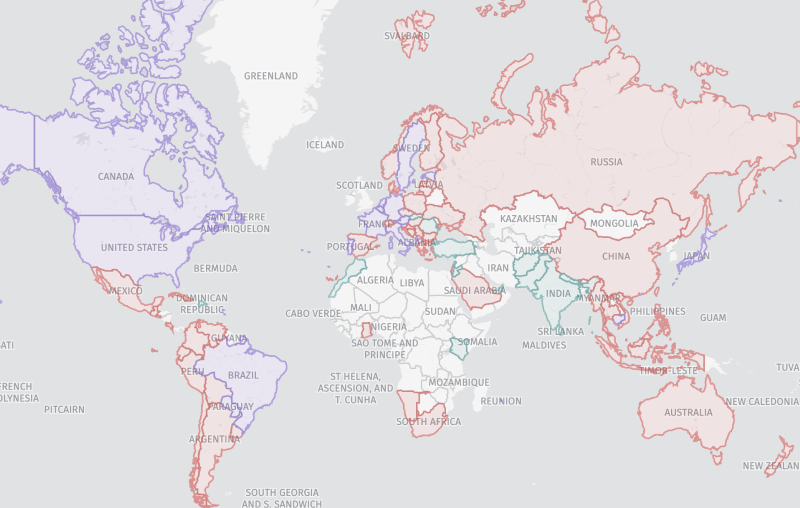 SVALBARD
GREENLAND
ICELAND
SWEDEN
RUSSIA
CANADA
SCOTLAND
LATVIA
SAINT PIERRE
AND MIQUELON
FRANCE
KAZAKHSTAN
MONGOLIA
UNITED STATES
PORTUGAL
ALBANIA
TAJIKISTAN
CHINA
JAPAN
BERMUDA
ALGERIA
LIBYA
IRAN
MEXICO
DOMINICAN
REPUBLIC
SAUDI ARABIA
INDIA
MYANMAR
CABO VERDE
MALI
SUDAN
PHILIPPINES
GUAM
NIGERIA
GUYANA
SAO TOME AND
PRINCIPE
SOMALIA
SRI LANKA
MALDIVES
ATI
PERU
BRAZIL
ST HELENA,
ASCENSION, AND
T. CUNHA
MOZAMBIQUE
TIMOR-LESTE
TUVA
FRENCH
OLYNESIA
PITCAIRN
PARAGUAY
REUNION
NEW CALEDONIA
SOUTH AFRICA
AUSTRALIA
ARGENTINA
NEW ZEALAN
SOUTH GEORGIA
AND S. SANDWICH